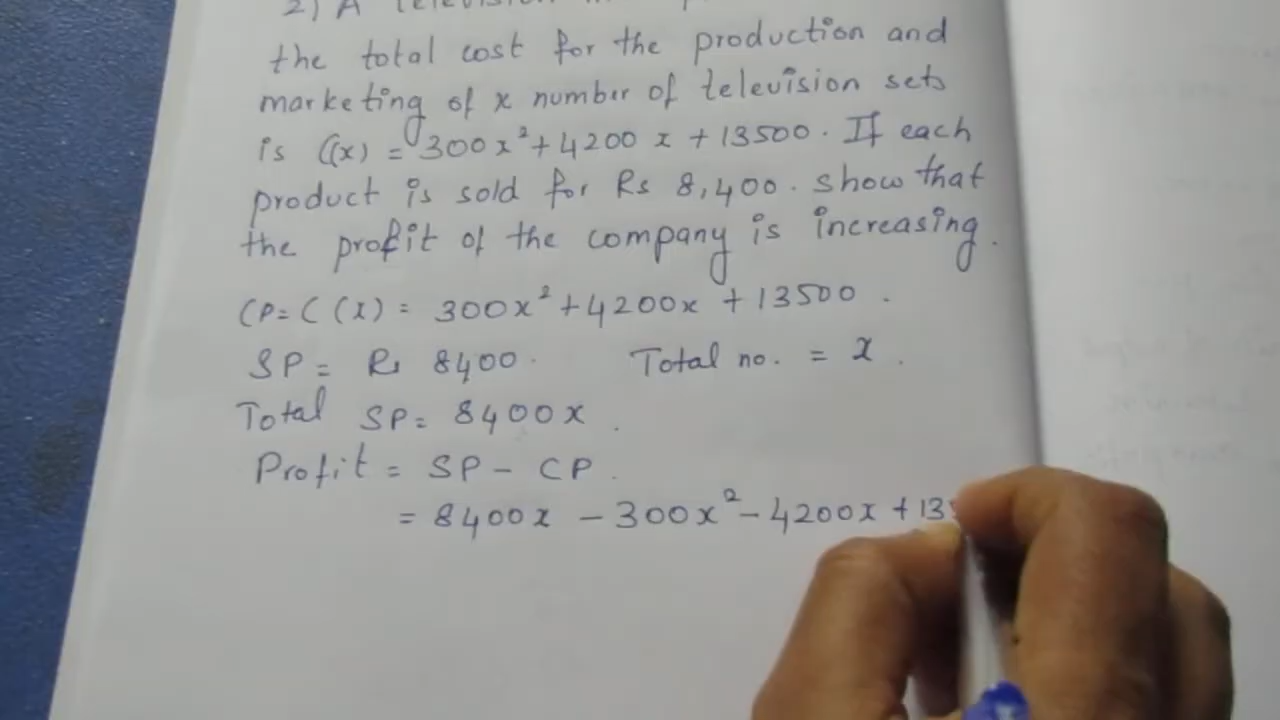 2) A Television
the total cost for the production and
marketing of x number of television sets
is C(x) = 300x² + 4200x + 13500. If each
product is sold for Rs 8,400. show that
the profit of the company is increasing.
CP = C(x) = 300x² + 4200x + 13500.
SP = Rs 8400. Total no. = x.
Total SP = 8400x.
Profit = SP - CP.
= 8400x - 300x² - 4200x + 13